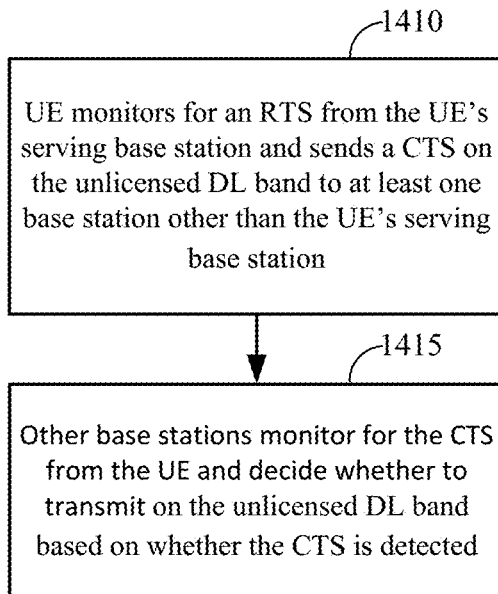 1410
UE monitors for an RTS from the UE's
serving base station and sends a CTS on
the unlicensed DL band to at least one
base station other than the UE's serving
base station
1415
Other base stations monitor for the CTS
from the UE and decide whether to
transmit on the unlicensed DL band
based on whether the CTS is detected